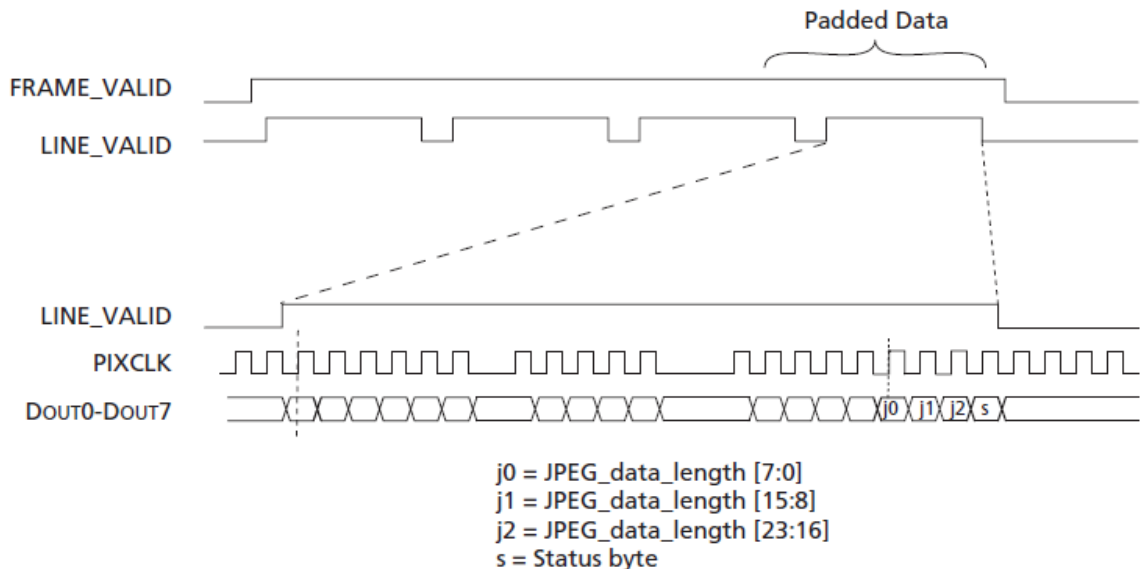 Padded Data
FRAME_VALID
LINE_VALID
LINE_VALID
PIXCLK
DOUT0-DOUT7
j0
j1
j2
s
j0 = JPEG_data_length [7:0]
j1 = JPEG_data_length [15:8]
j2 = JPEG_data_length [23:16]
s = Status byte